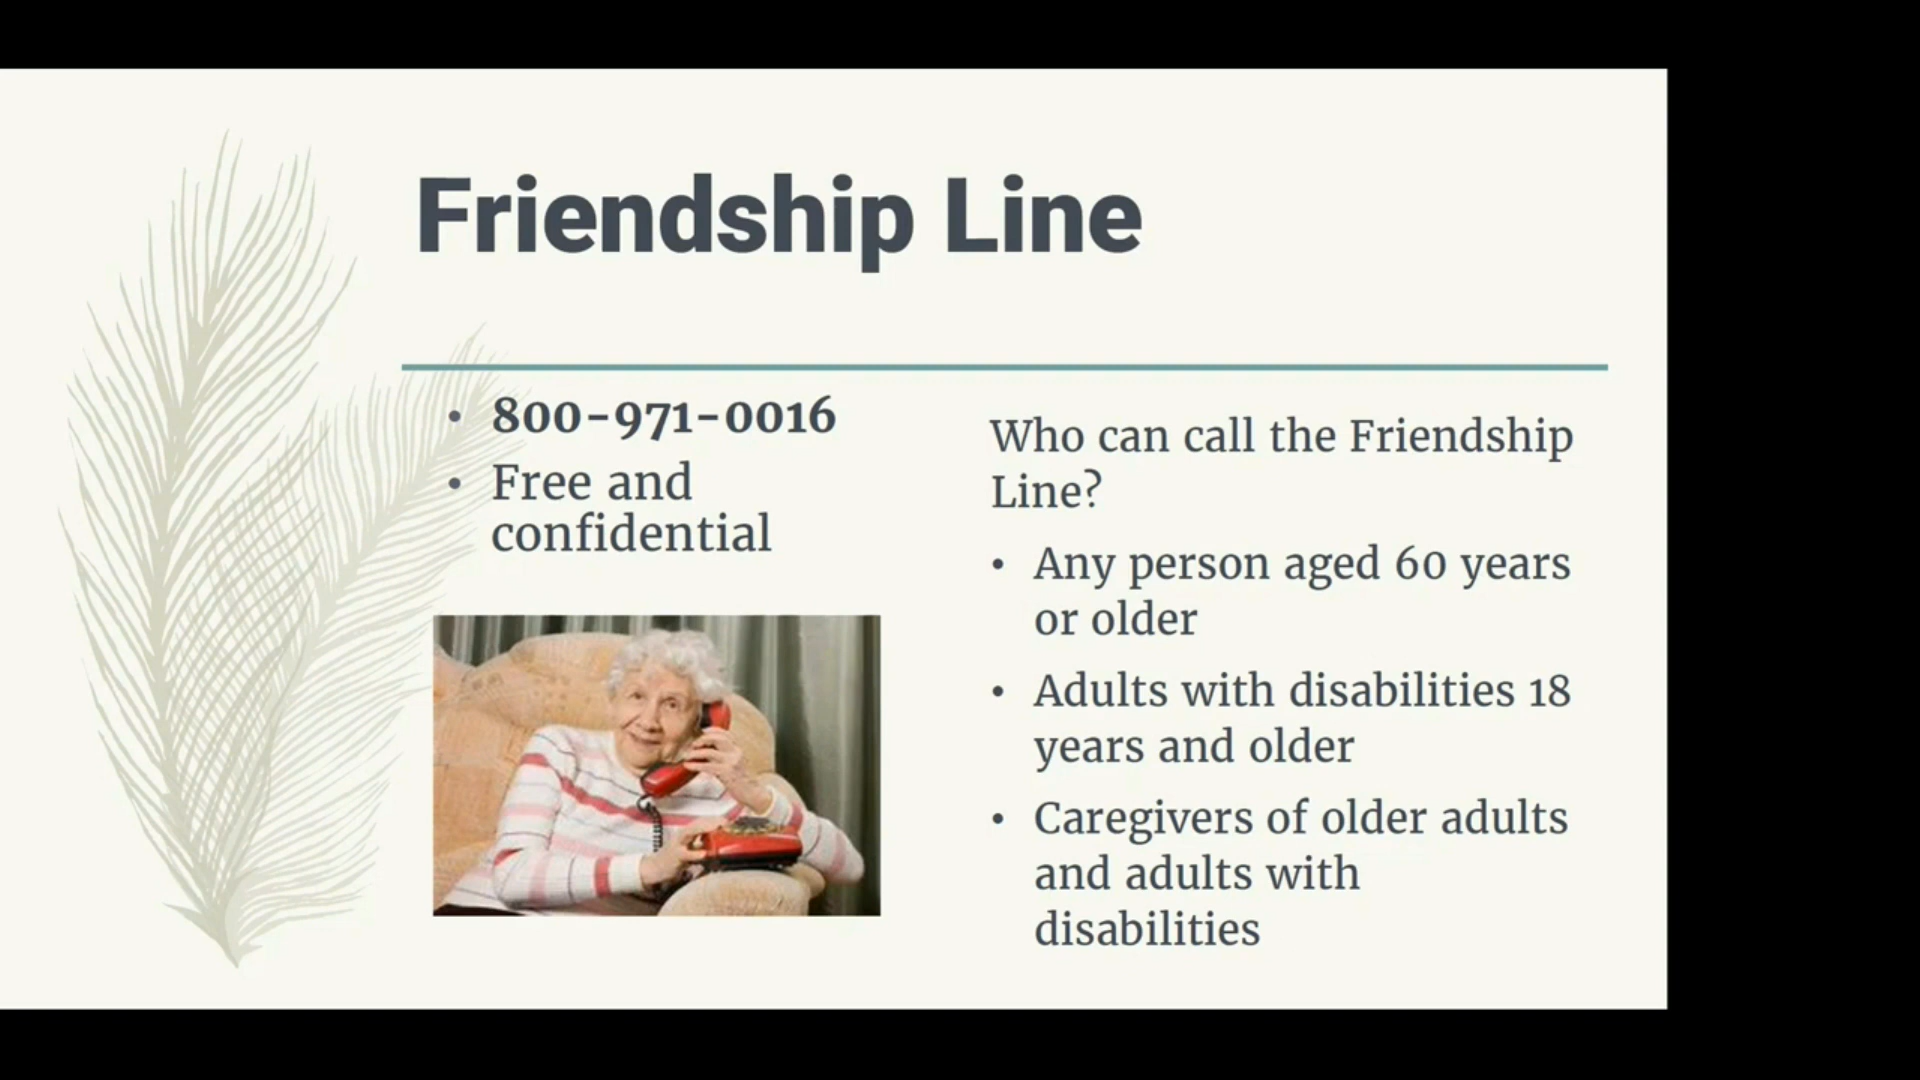 Friendship Line
• 800-971-0016
• Free and
confidential
Who can call the Friendship
Line?
• Any person aged 60 years
or older
• Adults with disabilities 18
years and older
• Caregivers of older adults
and adults with
disabilities